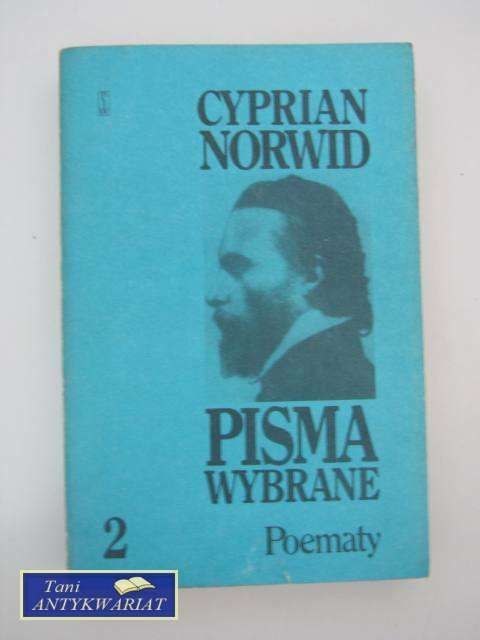 CYPRIAN
NORWID
PISMA
WYBRANE
2
Poematy
Tani
ANTYKWARIAT